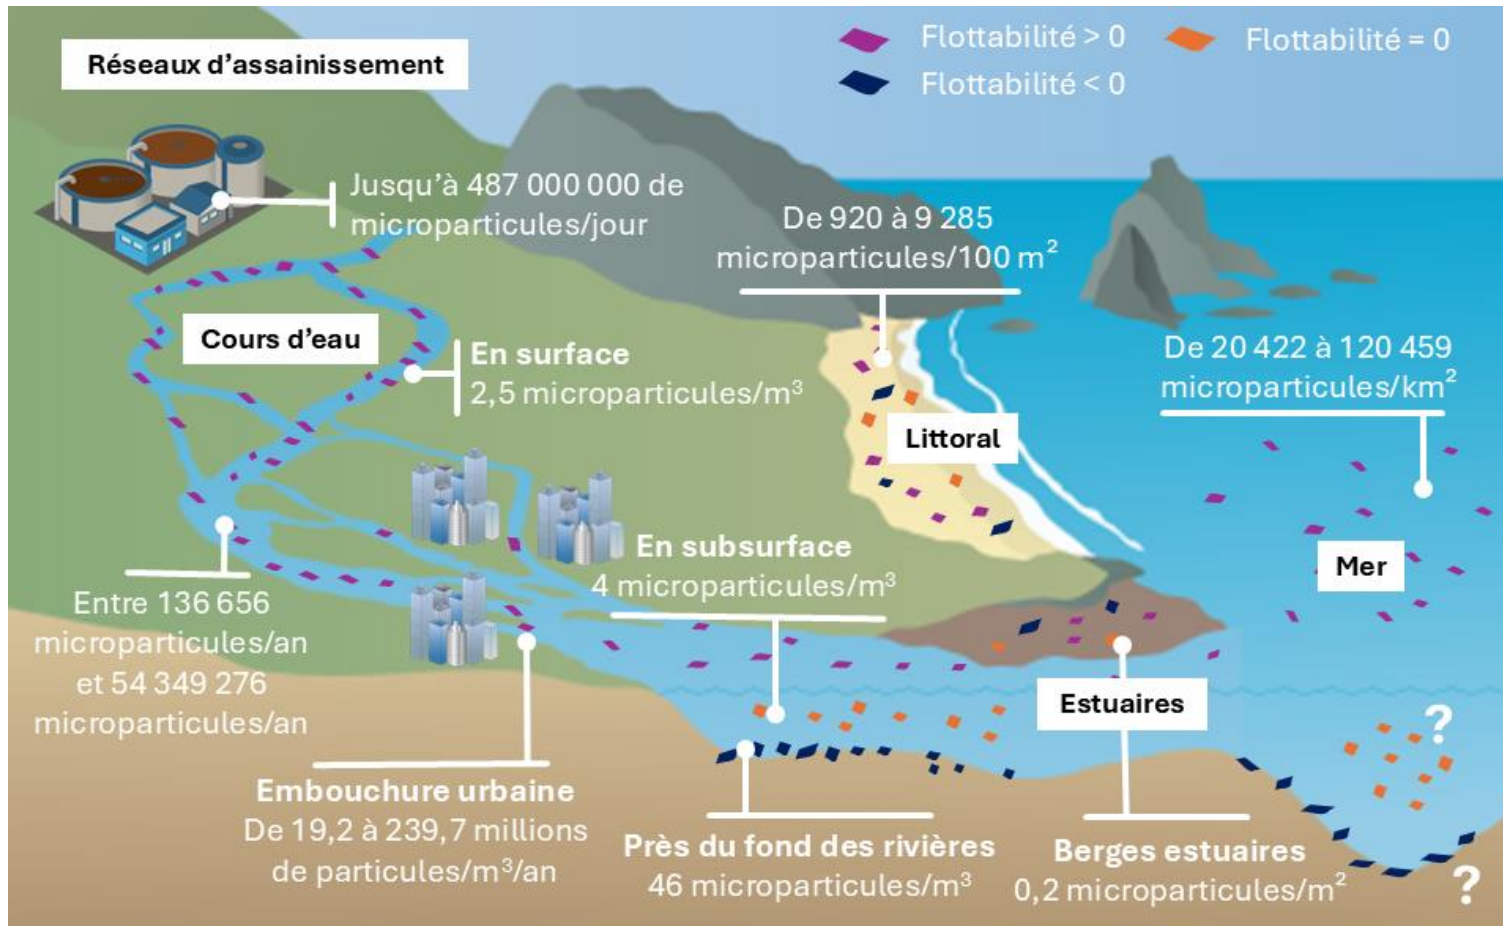 Flottabilité > 0
Flottabilité = 0
Flottabilité < 0
Réseaux d’assainissement
Jusqu’à 487 000 000 de
microparticules/jour
De 920 à 9 285
microparticules/100 m²
Cours d’eau
En surface
2,5 microparticules/m³
De 20 422 à 120 459
microparticules/km²
Littoral
En subsurface
4 microparticules/m³
Mer
Entre 136 656
microparticules/an
et 54 349 276
microparticules/an
Estuaires
?
Embouchure urbaine
De 19,2 à 239,7 millions
de particules/m³/an
Près du fond des rivières
46 microparticules/m³
Berges estuaires
0,2 microparticules/m²
?